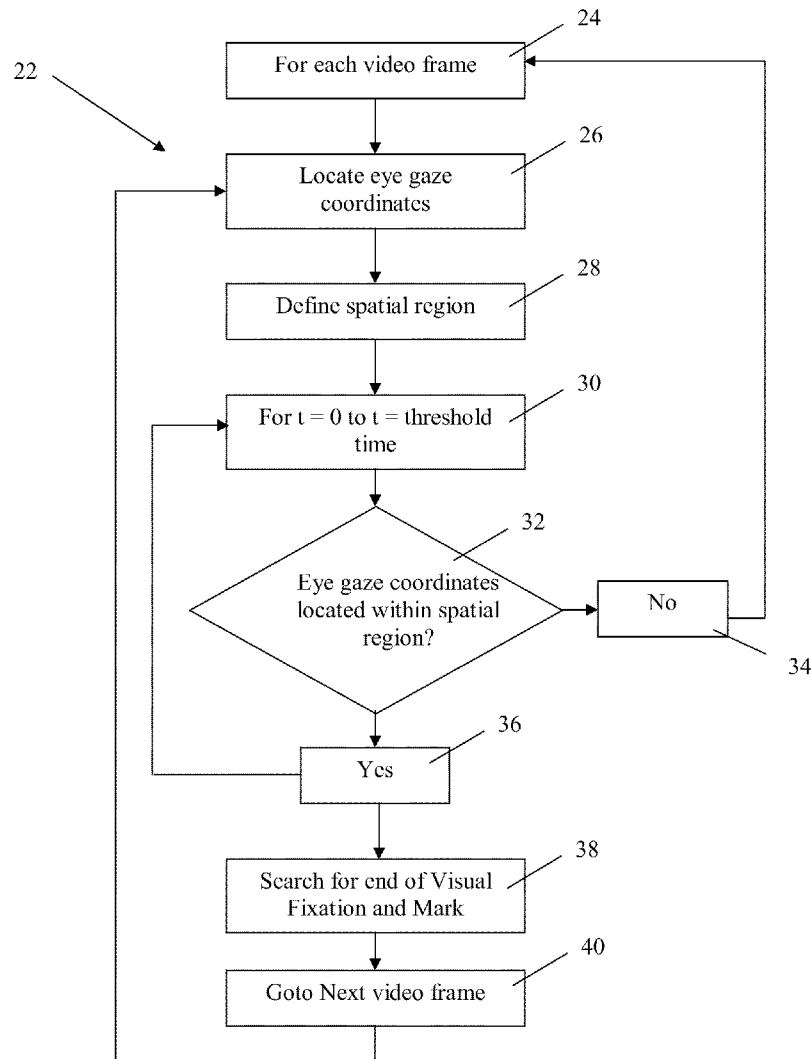 24
For each video frame
22
26
Locate eye gaze
coordinates
28
Define spatial region
30
For t = 0 to t = threshold
time
32
Eye gaze coordinates
located within spatial
region?
No
34
36
Yes
38
Search for end of Visual
Fixation and Mark
40
Goto Next video frame